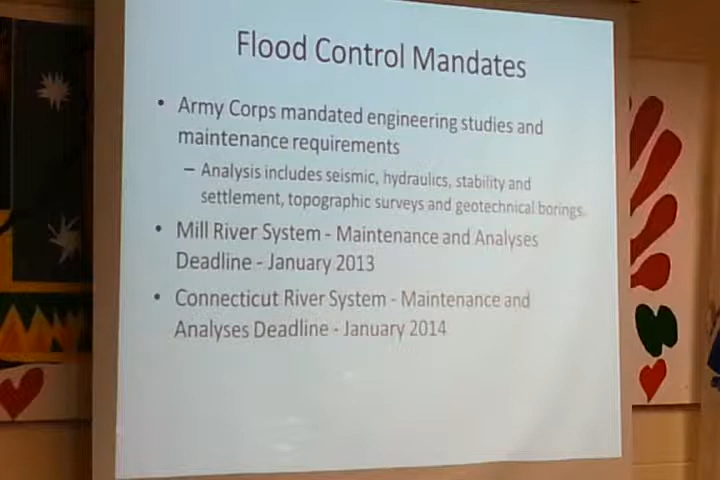 Flood Control Mandates
• Army Corps mandated engineering studies and
maintenance requirements
– Analysis includes seismic, hydraulics, stability and
settlement, topographic surveys and geotechnical borings.
• Mill River System - Maintenance and Analyses
Deadline - January 2013
• Connecticut River System - Maintenance and
Analyses Deadline - January 2014